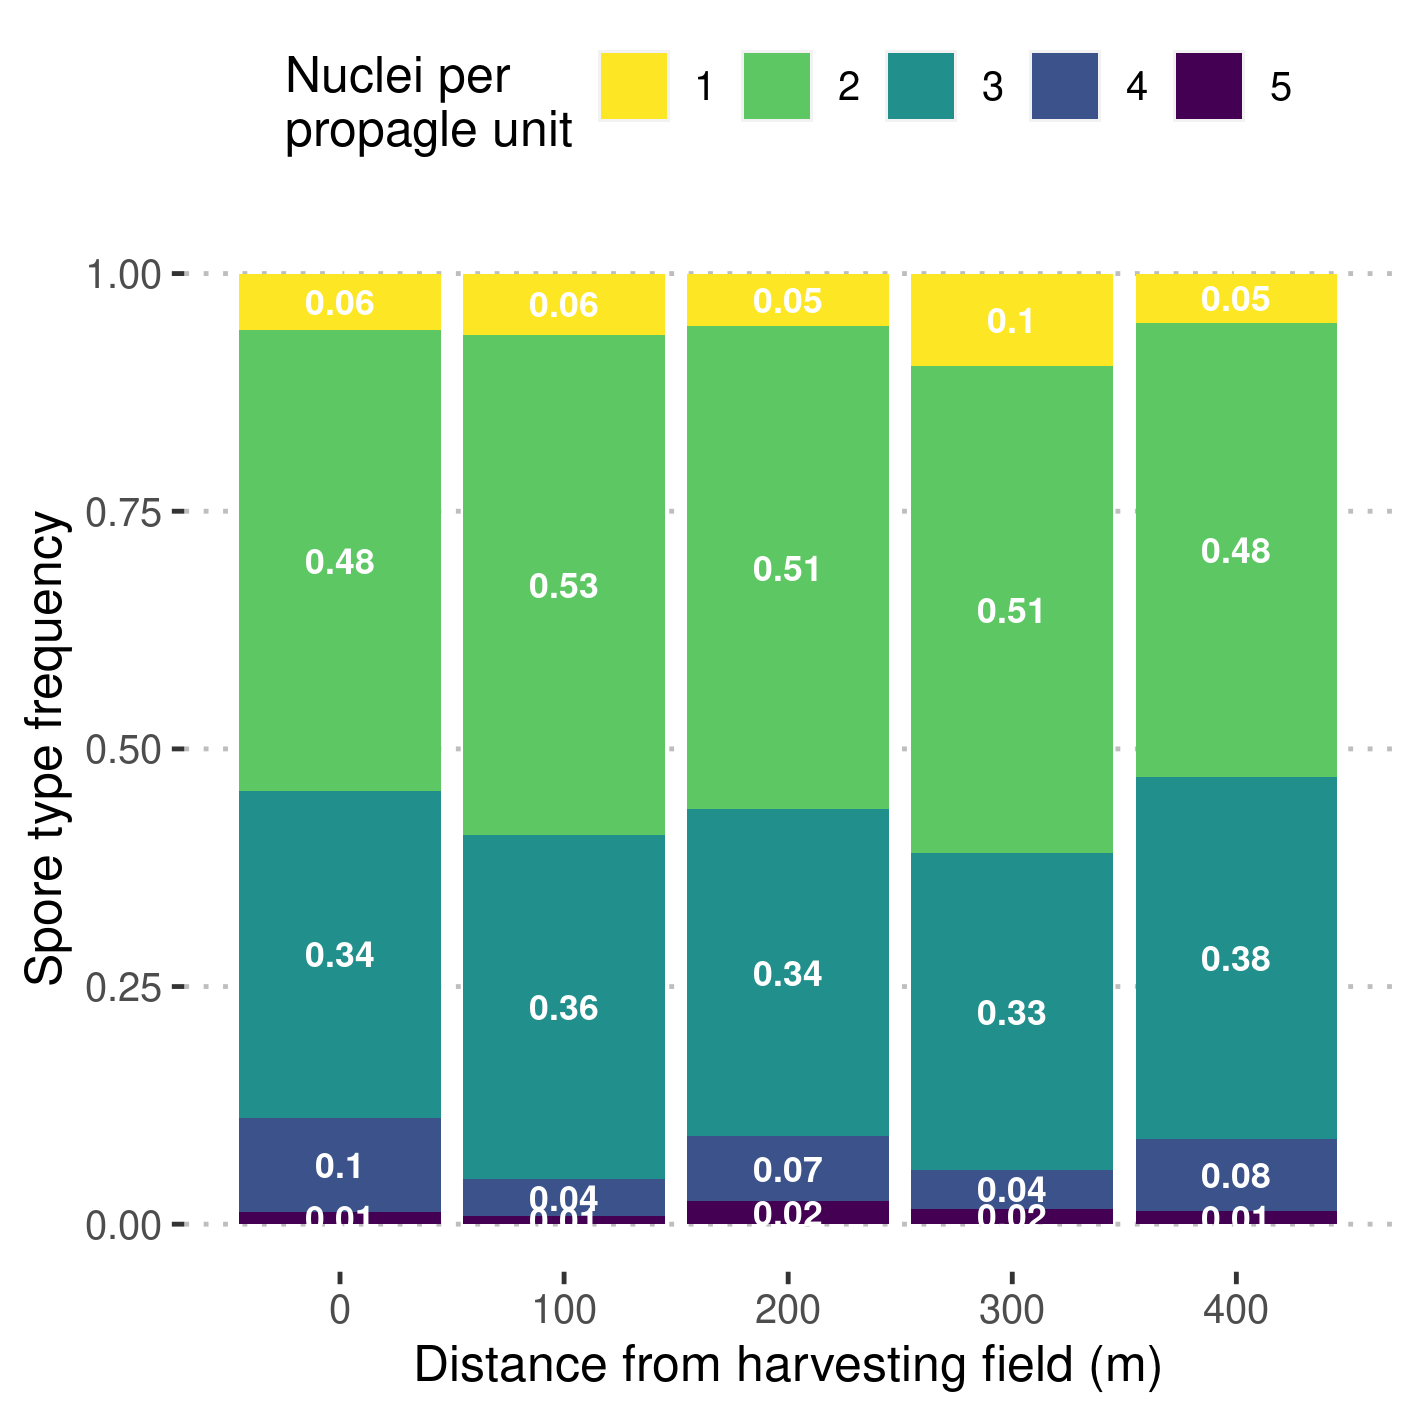 Nuclei per
propagle unit
1 2 3 4 5
Spore type frequency
1.00
0.75
0.50
0.25
0.00
0.06 0.06 0.05 0.1 0.05
0.48 0.53 0.51 0.51 0.48
0.34 0.36 0.34 0.33 0.38
0.1 0.04 0.07 0.04 0.08
0.01 0.01 0.02 0.02 0.01
0 100 200 300 400
Distance from harvesting field (m)